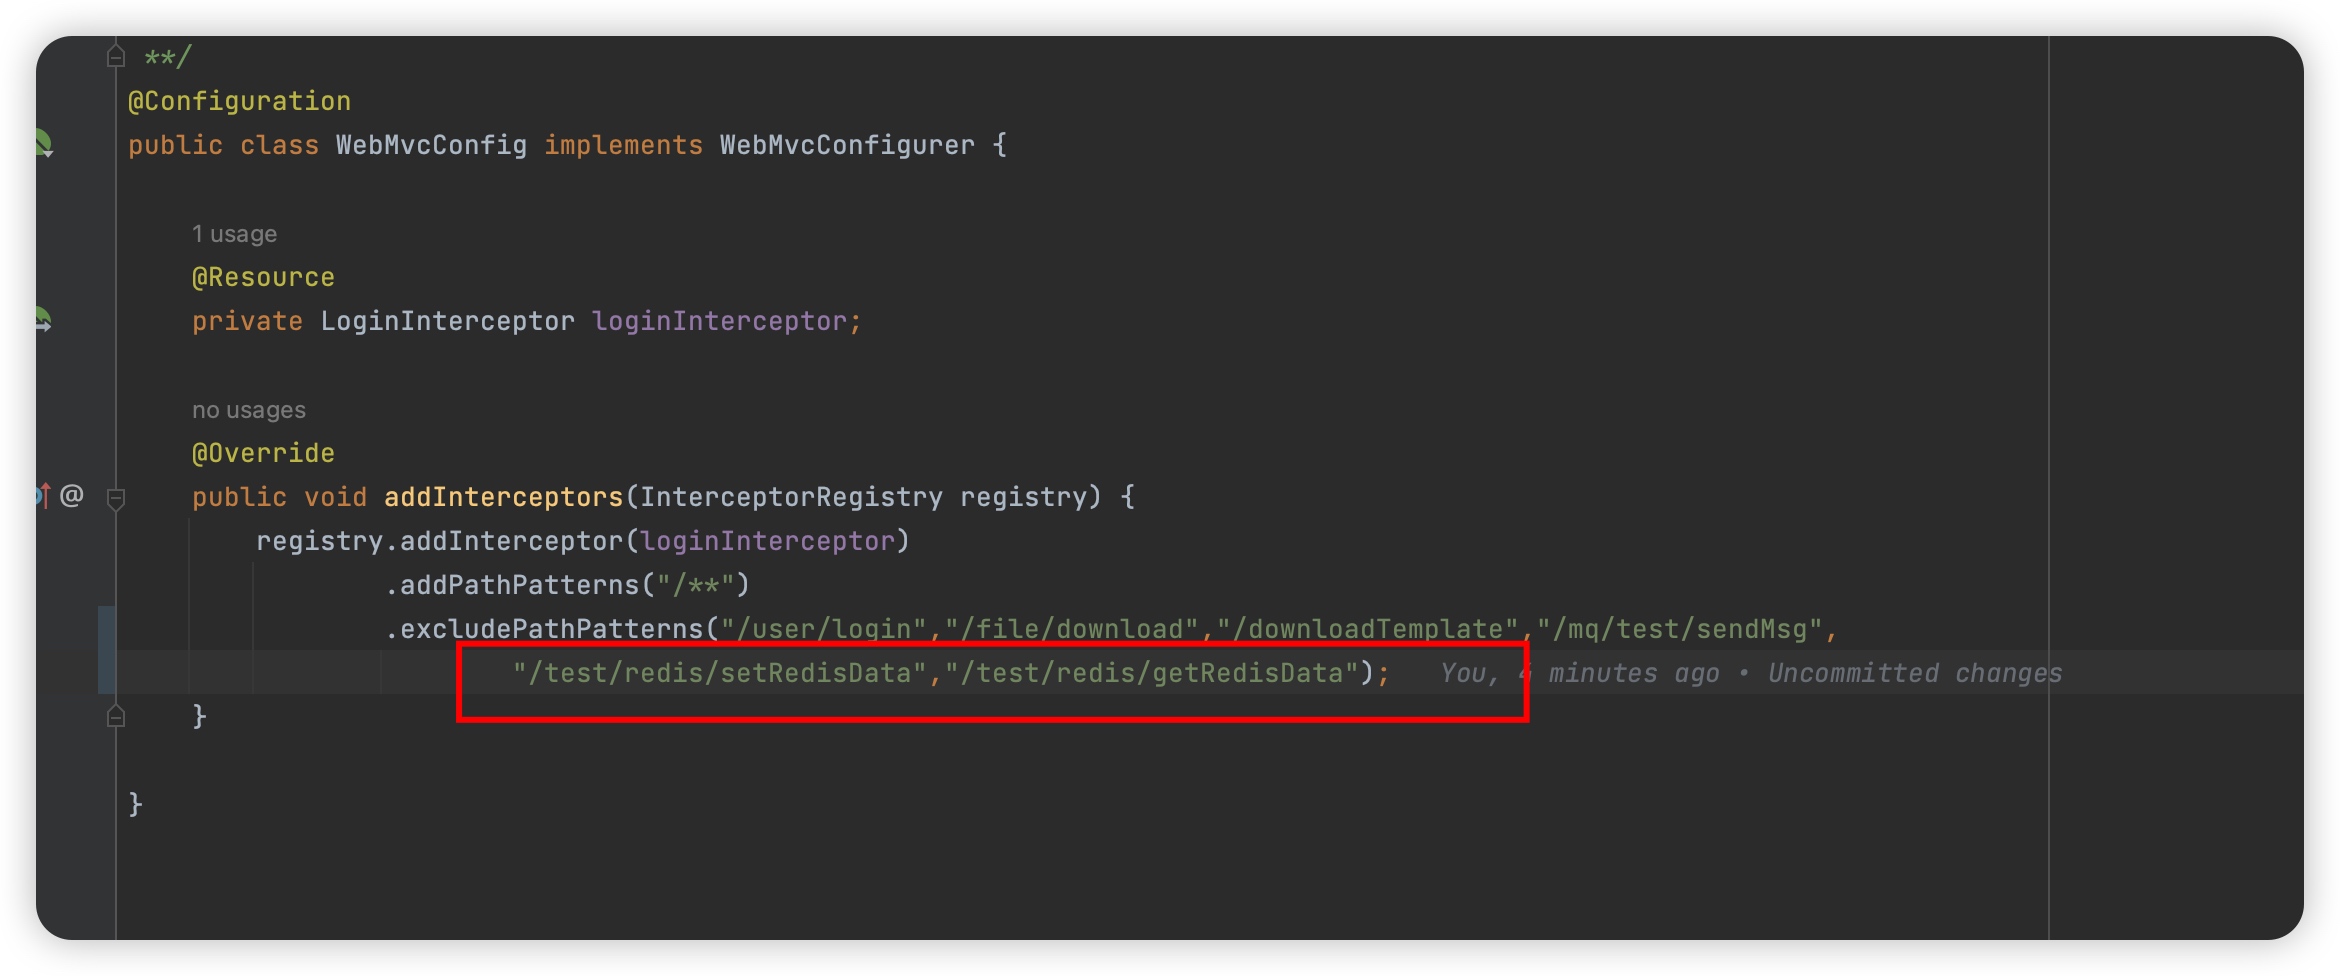 **/
@Configuration
public class WebMvcConfig implements WebMvcConfigurer {
1 usage
@Resource
private LoginInterceptor loginInterceptor;
no usages
@Override
@ public void addInterceptors(InterceptorRegistry registry) {
registry.addInterceptor(loginInterceptor)
.addPathPatterns("/**")
.excludePathPatterns("/user/login","/file/download","/downloadTemplate","/mq/test/sendMsg",
"/test/redis/setRedisData","/test/redis/getRedisData"); You, 4 minutes ago • Uncommitted changes
}
}